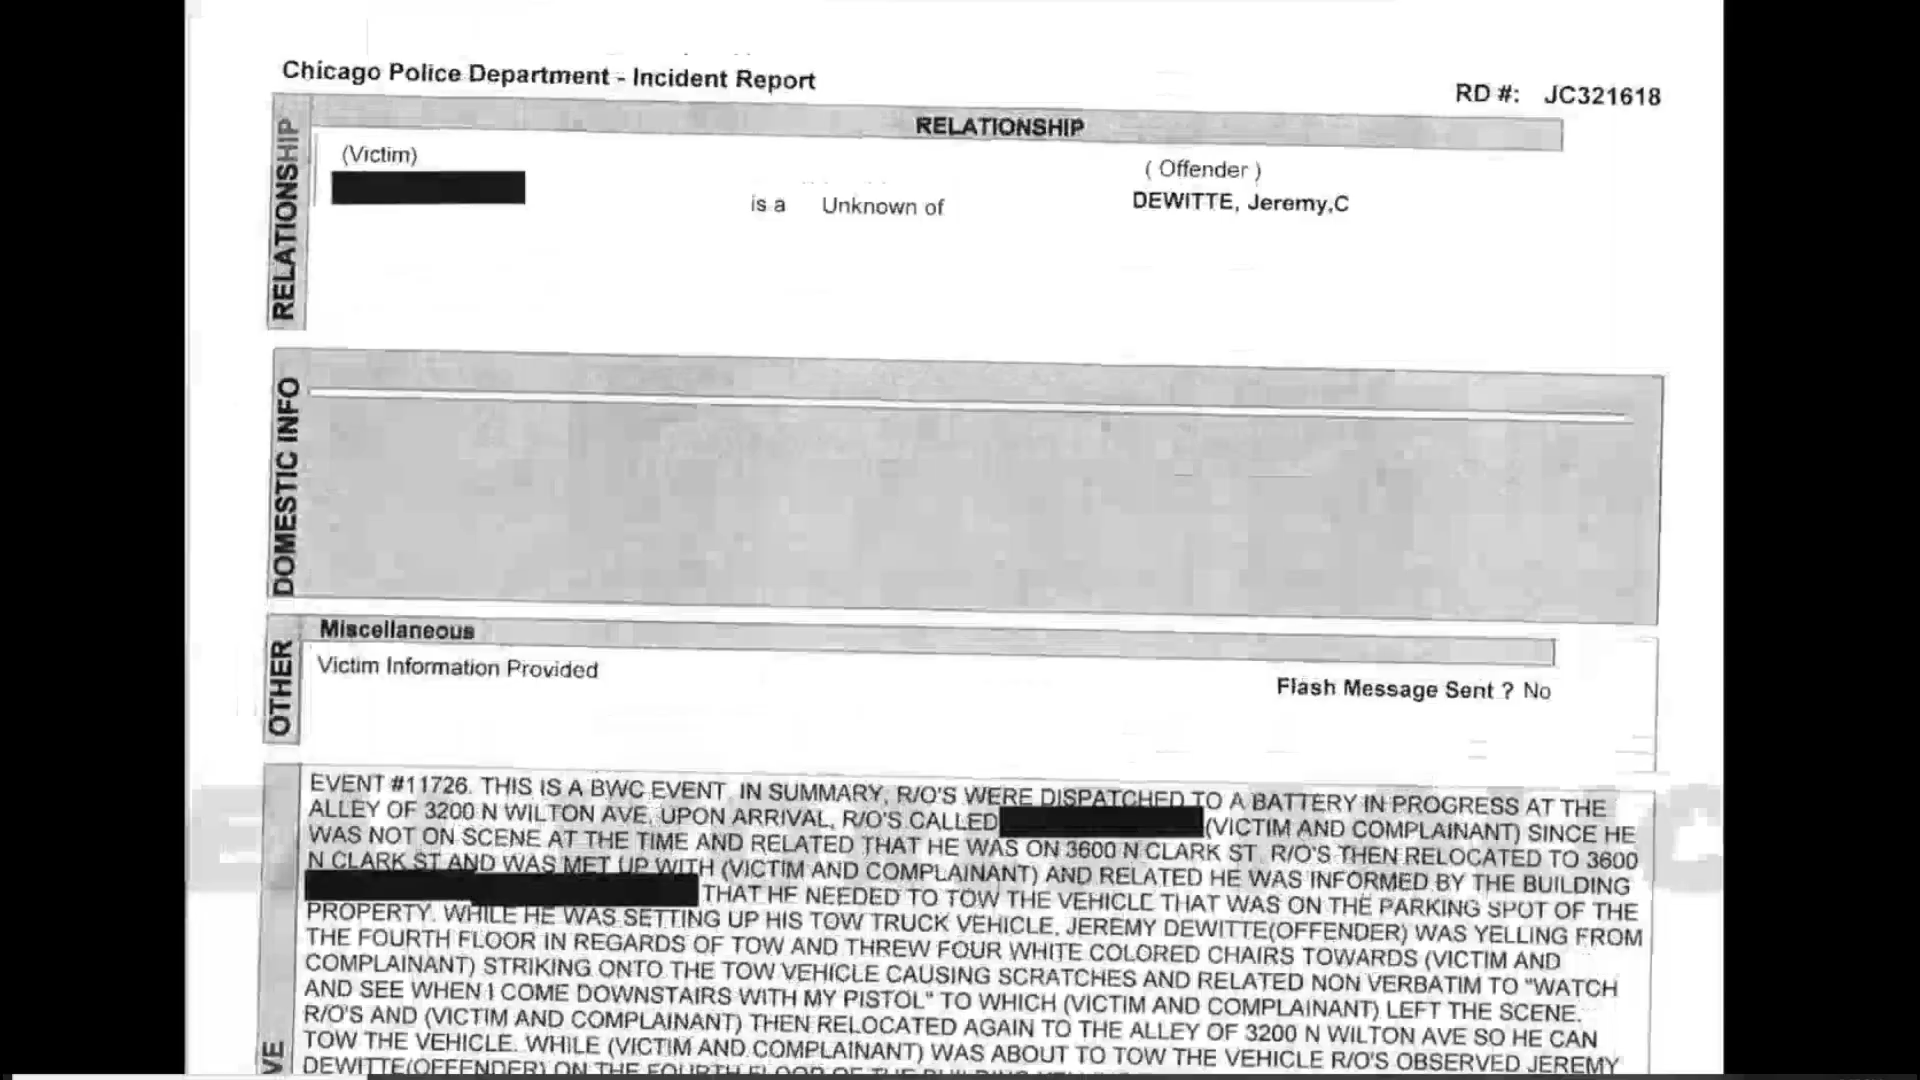 Chicago Police Department - Incident Report
RD #: JC321618
RELATIONSHIP
RELATIONSHIP
(Victim)
( Offender )
is a Unknown of
DEWITTE, Jeremy,C
DOMESTIC INFO
OTHER
Miscellaneous
Victim Information Provided
Flash Message Sent ? No
EVENT #11726. THIS IS A BWC EVENT IN SUMMARY, R/O'S WERE DISPATCHED TO A BATTERY IN PROGRESS AT THE
ALLEY OF 3200 N WILTON AVE. UPON ARRIVAL, R/O'S CALLED (VICTIM AND COMPLAINANT) SINCE HE
WAS NOT ON SCENE AT THE TIME AND RELATED THAT HE WAS ON 3600 N CLARK ST. R/O'S THEN RELOCATED TO 3600
N CLARK ST AND WAS MET UP WITH (VICTIM AND COMPLAINANT) AND RELATED HE WAS INFORMED BY THE BUILDING
THAT HE NEEDED TO TOW THE VEHICLE THAT WAS ON THE PARKING SPOT OF THE
PROPERTY. WHILE HE WAS SETTING UP HIS TOW TRUCK VEHICLE, JEREMY DEWITTE(OFFENDER) WAS YELLING FROM
THE FOURTH FLOOR IN REGARDS OF TOW AND THREW FOUR WHITE COLORED CHAIRS TOWARDS (VICTIM AND
COMPLAINANT) STRIKING ONTO THE TOW VEHICLE CAUSING SCRATCHES AND RELATED NON VERBATIM TO "WATCH
AND SEE WHEN I COME DOWNSTAIRS WITH MY PISTOL" TO WHICH (VICTIM AND COMPLAINANT) LEFT THE SCENE.
R/O'S AND (VICTIM AND COMPLAINANT) THEN RELOCATED AGAIN TO THE ALLEY OF 3200 N WILTON AVE SO HE CAN
TOW THE VEHICLE. WHILE (VICTIM AND COMPLAINANT) WAS ABOUT TO TOW THE VEHICLE R/O'S OBSERVED JEREMY
DEWITTE(OFFENDER) ON THE FOURTH FLOOR OF THE BUILDING
VE